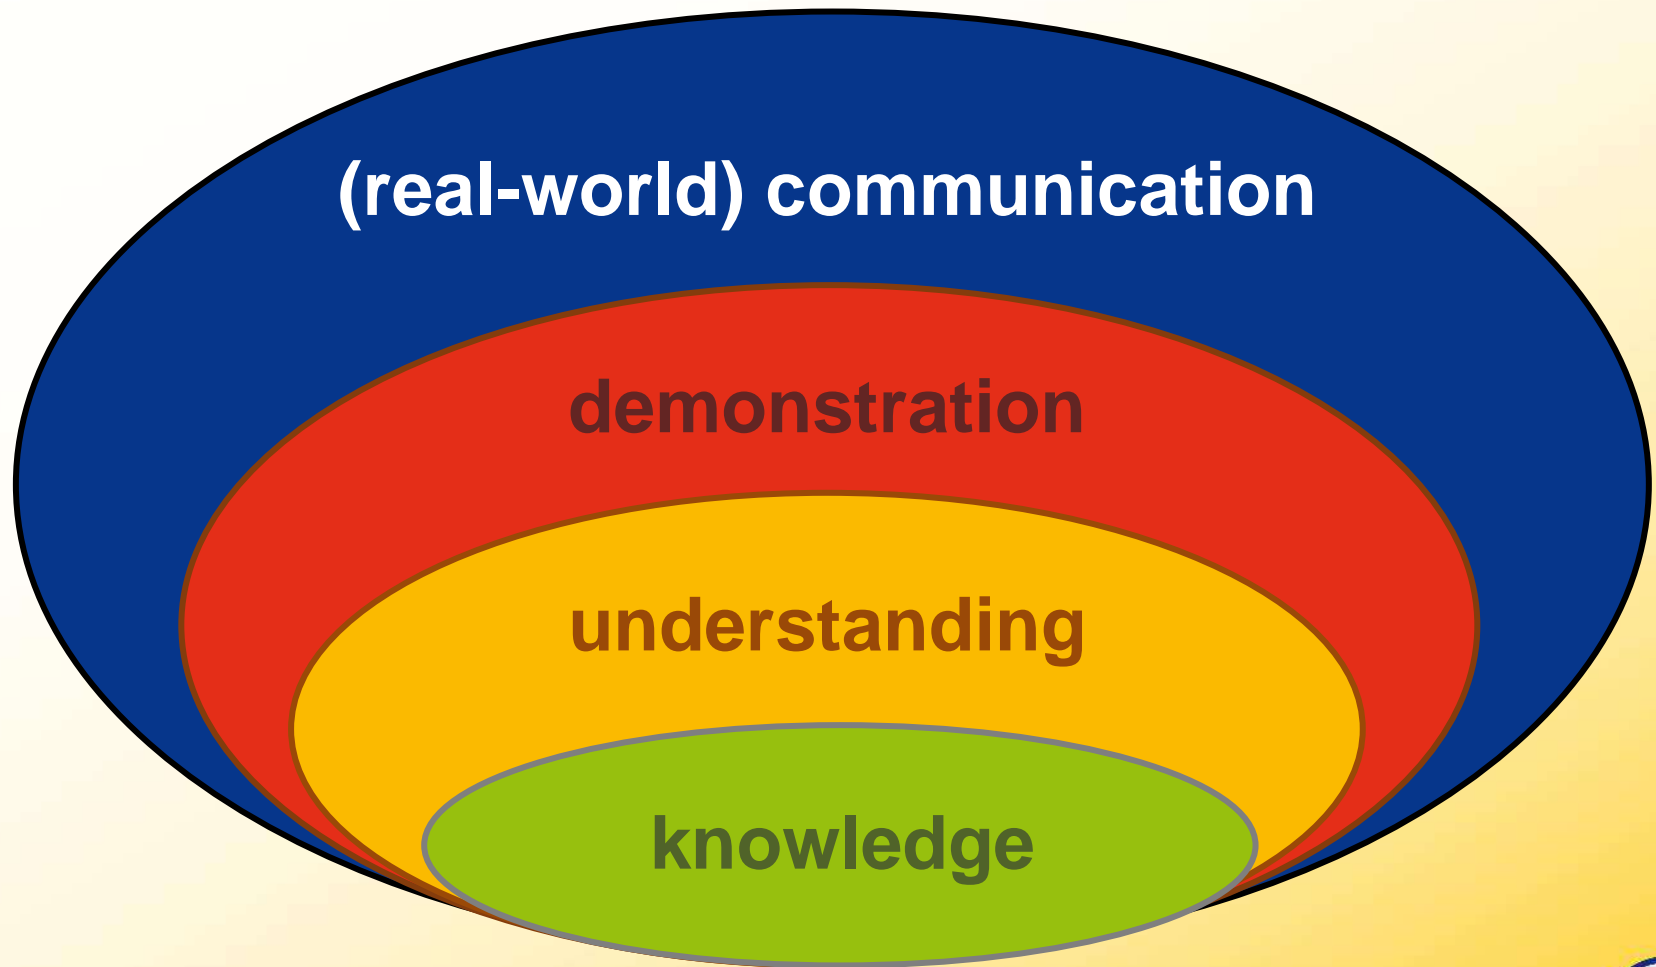 (real-world) communication
demonstration
understanding
knowledge